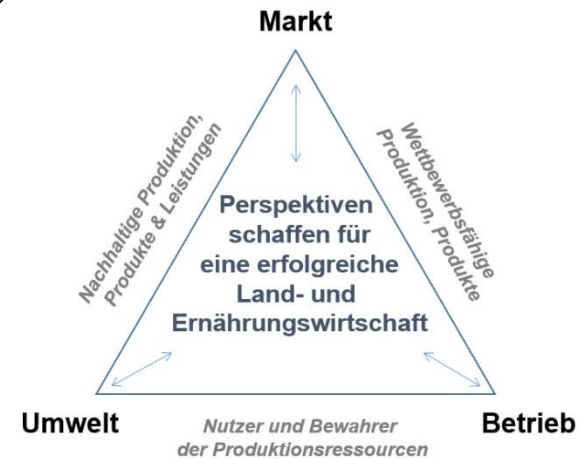 Markt
Nachhaltige Produktion,
Produkte & Leistungen
Wettbewerbsfähige
Produktion, Produkte
Perspektiven
schaffen für
eine erfolgreiche
Land- und
Ernährungswirtschaft
Umwelt
Nutzer und Bewahrer
der Produktionsressourcen
Betrieb